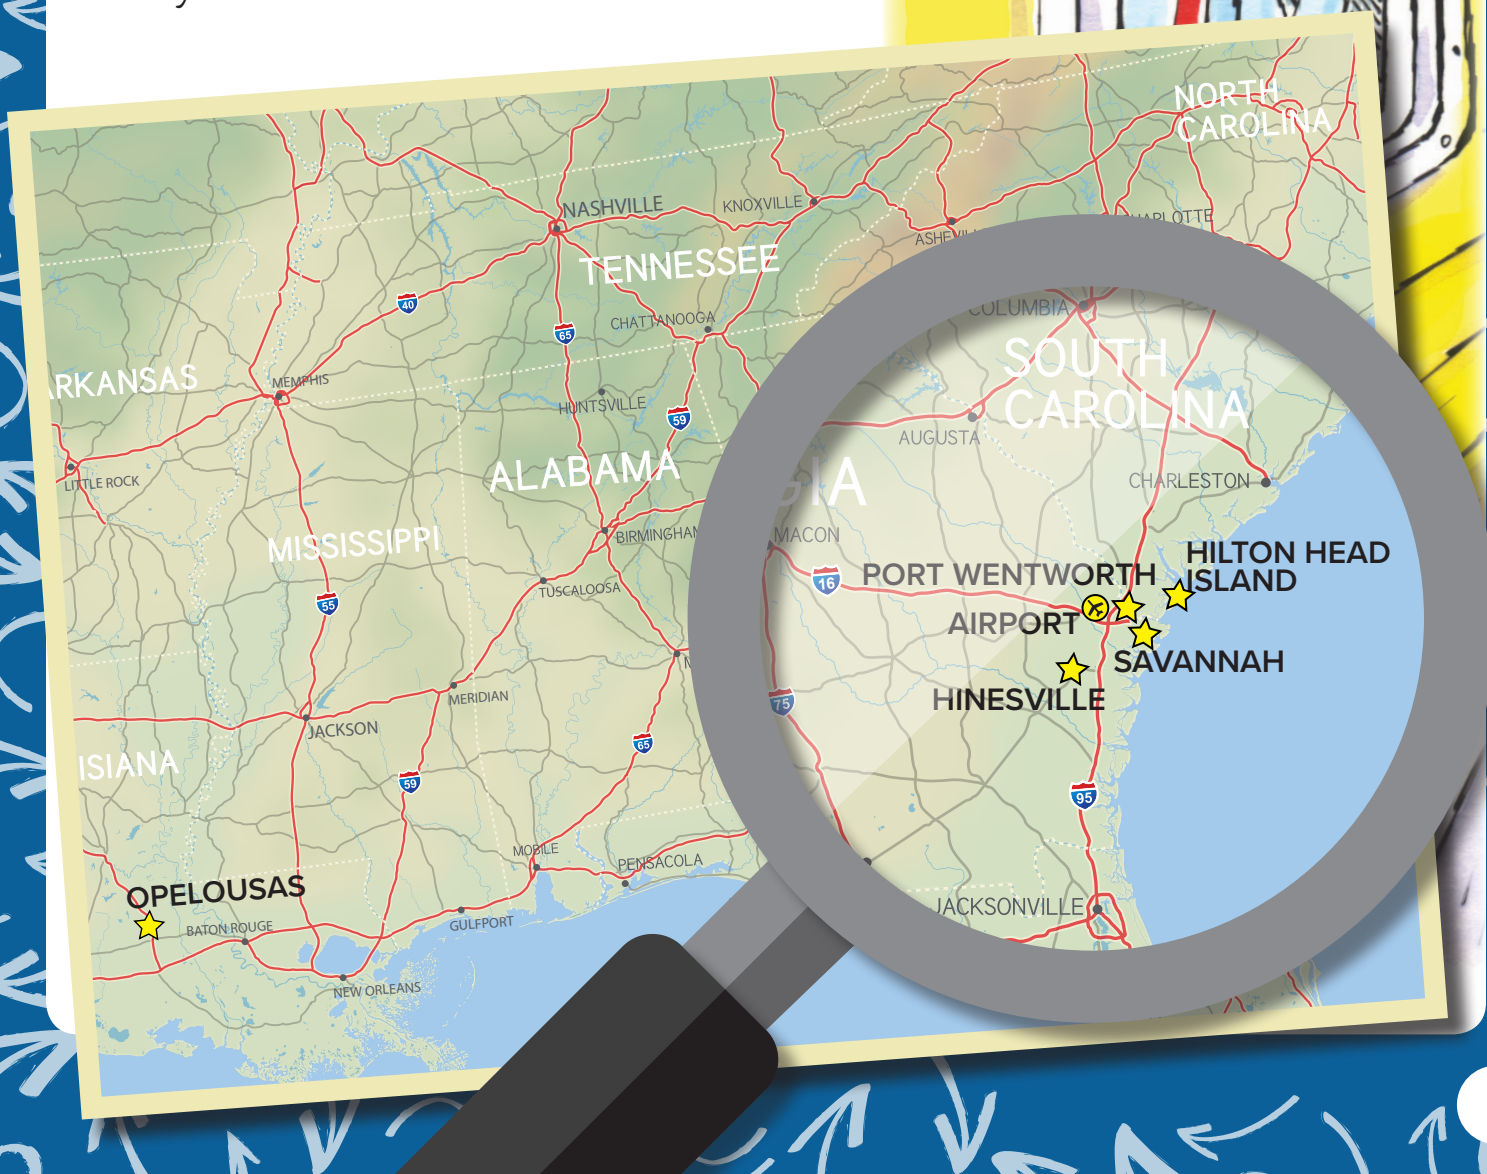 NORTH
CAROLINA
NASHVILLE
KNOXVILLE
TENNESSEE
40
65
CHATTANOOGA
COLUMBIA
SOUTH
CAROLINA
RKANSAS
MEMPHIS
HUNTSVILLE
59
AUGUSTA
LITTLE ROCK
ALABAMA
CHARLESTON
GIA
MISSISSIPPI
BIRMINGHAM
MACON
HILTON HEAD
ISLAND
16
PORT WENTWORTH
TUSCALOOSA
55
AIRPORT
SAVANNAH
HINESVILLE
MERIDIAN
75
JACKSON
65
ISIANA
59
95
MOBILE
PENSACOLA
OPELOUSAS
BATON ROUGE
GULFPORT
JACKSONVILLE
NEW ORLEANS